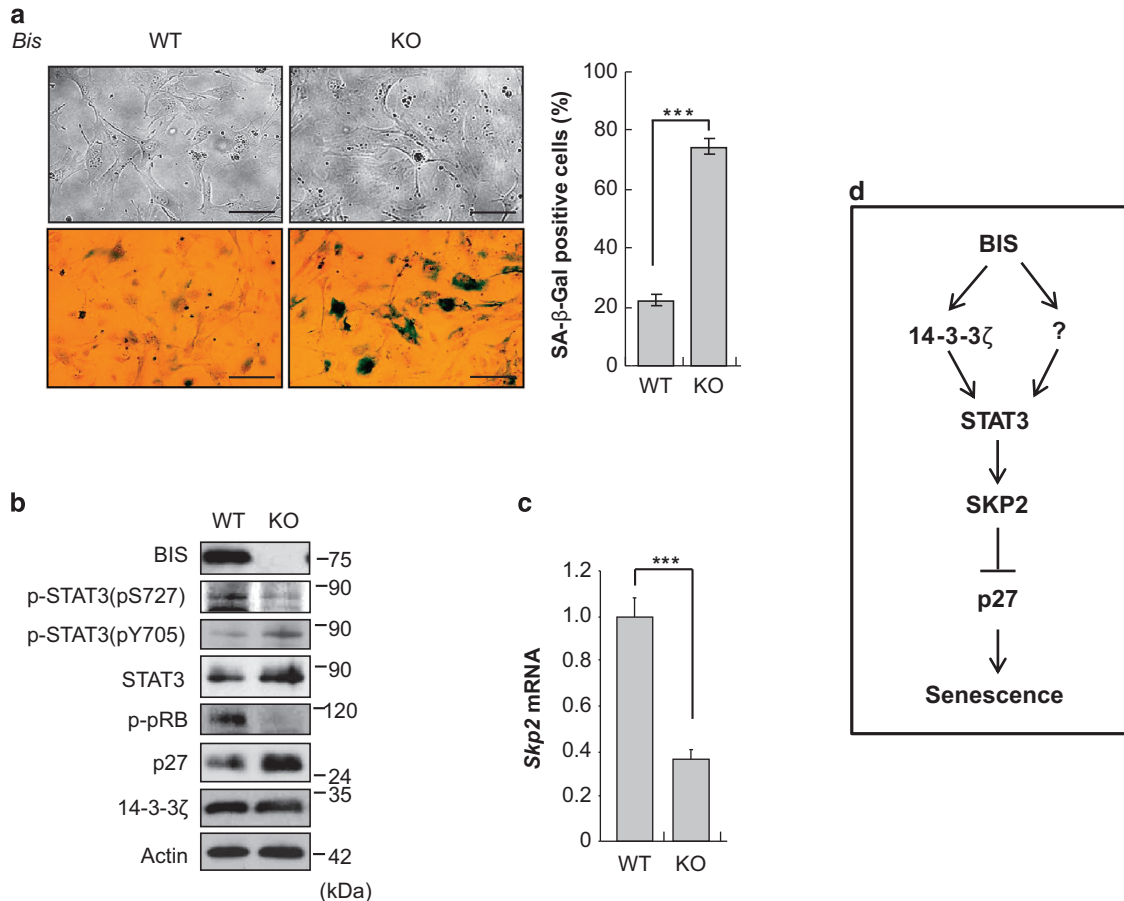 a
Bis
WT
KO
SA-β-Gal positive cells (%)
100
80
60
40
20
0
WT
KO
***
b
WT
KO
BIS
75
p-STAT3(pS727)
90
p-STAT3(pY705)
90
STAT3
90
p-pRB
120
p27
24
14-3-3ζ
35
Actin
42
(kDa)
c
Skp2 mRNA
1.2
1.0
0.8
0.6
0.4
0.2
0
WT
KO
***
d
BIS
14-3-3ζ
?
STAT3
SKP2
p27
Senescence